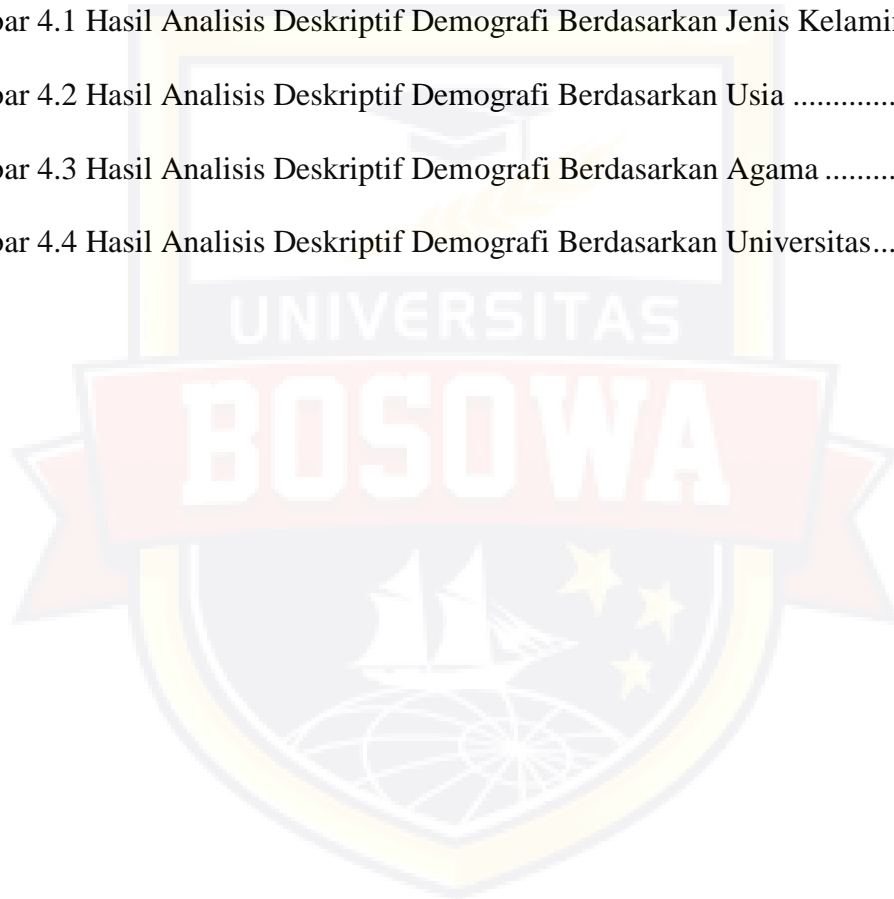 bar 4.1 Hasil Analisis Deskriptif Demografi Berdasarkan Jenis Kelamin
bar 4.2 Hasil Analisis Deskriptif Demografi Berdasarkan Usia .............
bar 4.3 Hasil Analisis Deskriptif Demografi Berdasarkan Agama .........
bar 4.4 Hasil Analisis Deskriptif Demografi Berdasarkan Universitas...
UNIVERSITAS
BOSOWA